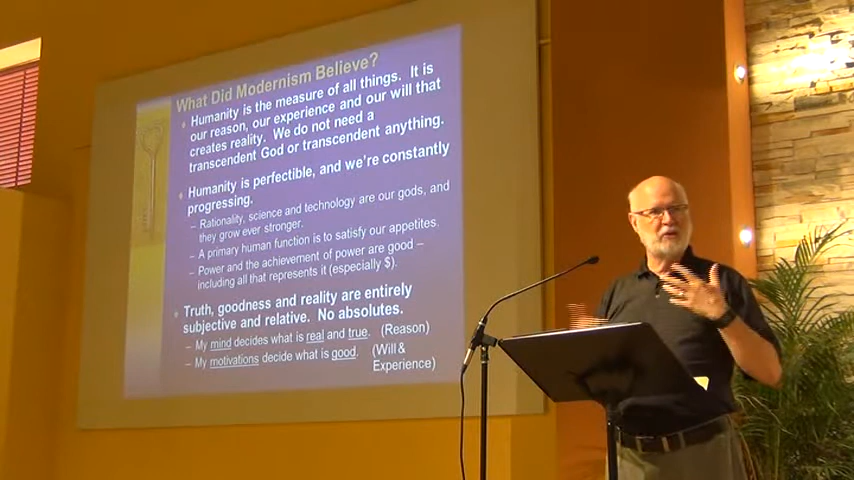 What Did Modernism Believe?
Humanity is the measure of all things. It is
our reason, our experience and our will that
creates reality. We do not need a
transcendent God or transcendent anything.
Humanity is perfectible, and we're constantly
progressing.
– Rationality, science and technology are our gods, and
they grow ever stronger.
– A primary human function is to satisfy our appetites.
– Power and the achievement of power are good –
including all that represents it (especially $).
Truth, goodness and reality are entirely
subjective and relative. No absolutes.
– My mind decides what is real and true. (Reason)
– My motivations decide what is good. (Will &
Experience)